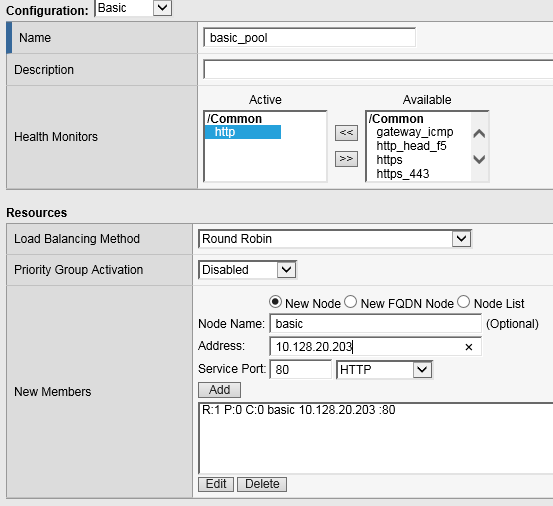 Configuration: Basic
Name basic_pool
Description
Active Available
Health Monitors
/Common
http
<<
>>
/Common
gateway_icmp
http_head_f5
https
https_443
Resources
Load Balancing Method Round Robin
Priority Group Activation Disabled
New Members
New Node New FQDN Node Node List
Node Name: basic (Optional)
Address: 10.128.20.203 ×
Service Port: 80 HTTP
Add
R:1 P:0 C:0 basic 10.128.20.203 :80
Edit Delete